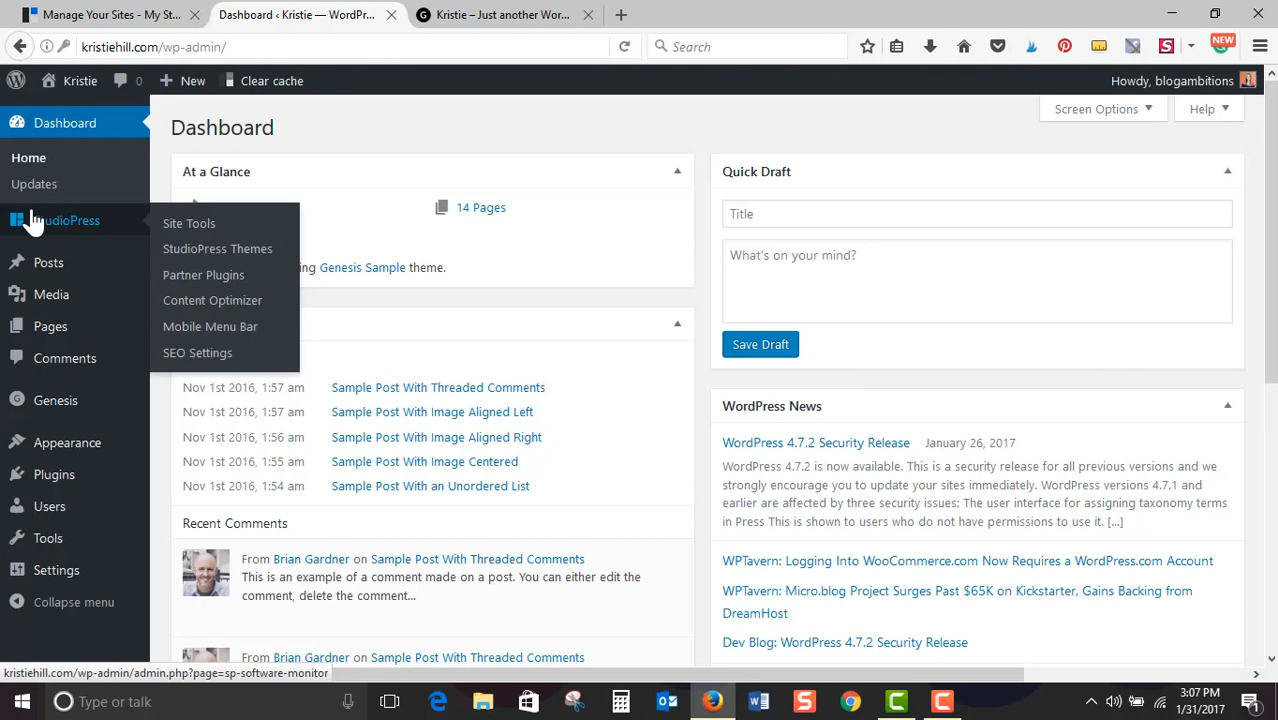 Manage Your Sites - My St...
Dashboard ‹ Kristie — WordP...
Kristie – Just another Wor...
kristiehill.com/wp-admin/
Search
NEW
Kristie
0
New
Clear cache
Howdy, blogambitions
Dashboard
Home
Updates
StudioPress
Posts
Media
Pages
Comments
Genesis
Appearance
Plugins
Users
Tools
Settings
Collapse menu
Site Tools
StudioPress Themes
Partner Plugins
Content Optimizer
Mobile Menu Bar
SEO Settings
Screen Options
Help
Dashboard
At a Glance
14 Pages
Genesis Sample theme.
Nov 1st 2016, 1:57 am Sample Post With Threaded Comments
Nov 1st 2016, 1:57 am Sample Post With Image Aligned Left
Nov 1st 2016, 1:56 am Sample Post With Image Aligned Right
Nov 1st 2016, 1:55 am Sample Post With Image Centered
Nov 1st 2016, 1:54 am Sample Post With an Unordered List
Recent Comments
From Brian Gardner on Sample Post With Threaded Comments
This is an example of a comment made on a post. You can either edit the
comment, delete the comment...
From Brian Gardner on Sample Post With Threaded Comments
Quick Draft
Title
What's on your mind?
Save Draft
WordPress News
WordPress 4.7.2 Security Release January 26, 2017
WordPress 4.7.2 is now available. This is a security release for all previous versions and we
strongly encourage you to update your sites immediately. WordPress versions 4.7.1 and
earlier are affected by three security issues: The user interface for assigning taxonomy terms
in Press This is shown to users who do not have permissions to use it. [...]
WPTavern: Logging Into WooCommerce.com Now Requires a WordPress.com Account
WPTavern: Micro.blog Project Surges Past $65K on Kickstarter, Gains Backing from
DreamHost
Dev Blog: WordPress 4.7.2 Security Release
kristiehill.com/wp-admin/admin.php?page=sp-software-monitor
Type or talk
3:07 PM
1/31/2017